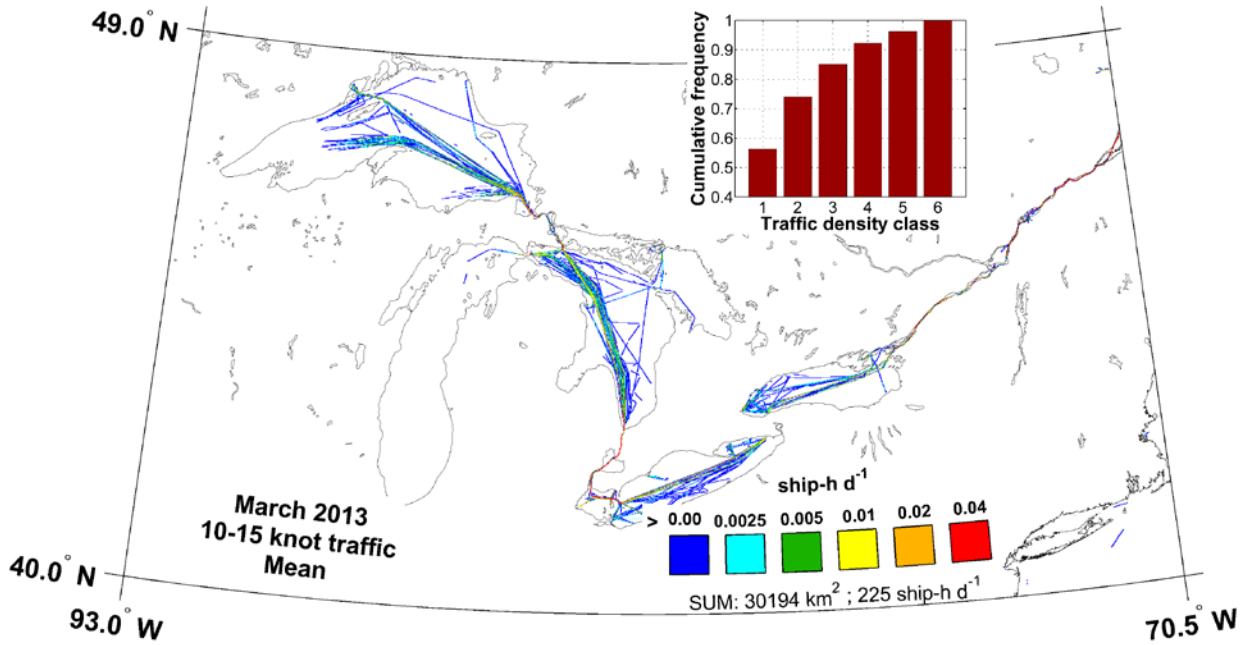 49.0° N
Cumulative frequency
1
0.9
0.8
0.7
0.6
0.5
0.4
1 2 3 4 5 6
Traffic density class
March 2013
10-15 knot traffic
Mean
ship-h d⁻¹
> 0.00 0.0025 0.005 0.01 0.02 0.04
SUM: 30194 km² ; 225 ship-h d⁻¹
40.0° N
93.0° W
70.5° W